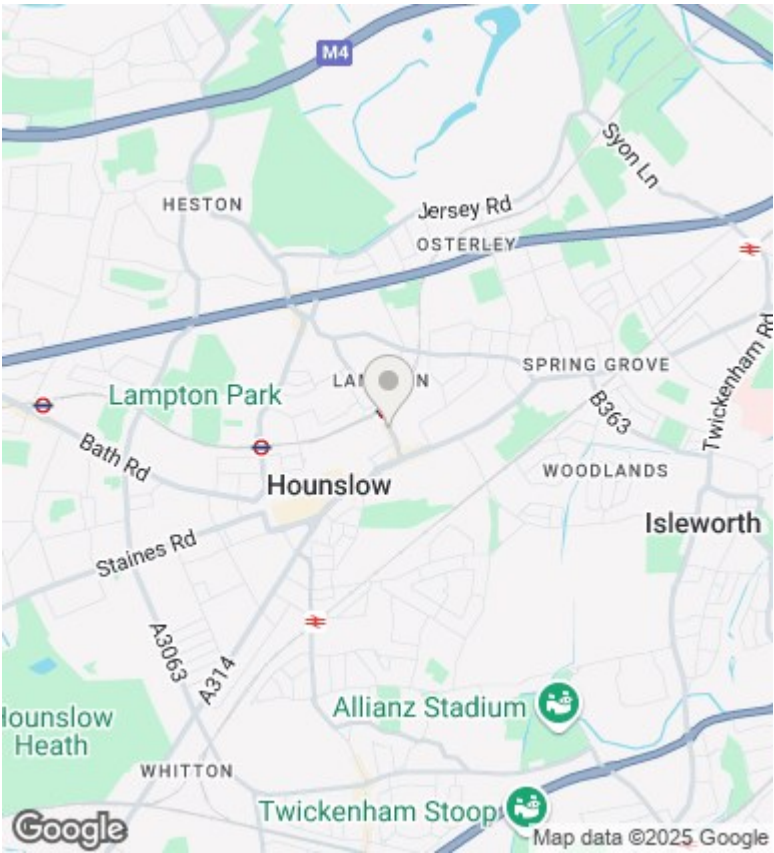 M4
Syon Ln
HESTON
Jersey Rd
OSTERLEY
SPRING GROVE
Lampton Park
B363
Twickenham Rd
Bath Rd
WOODLANDS
Hounslow
Isleworth
Staines Rd
A3063
A314
Allianz Stadium
Hounslow
Heath
WHITTON
Twickenham Stoop
Google
Map data ©2025 Google